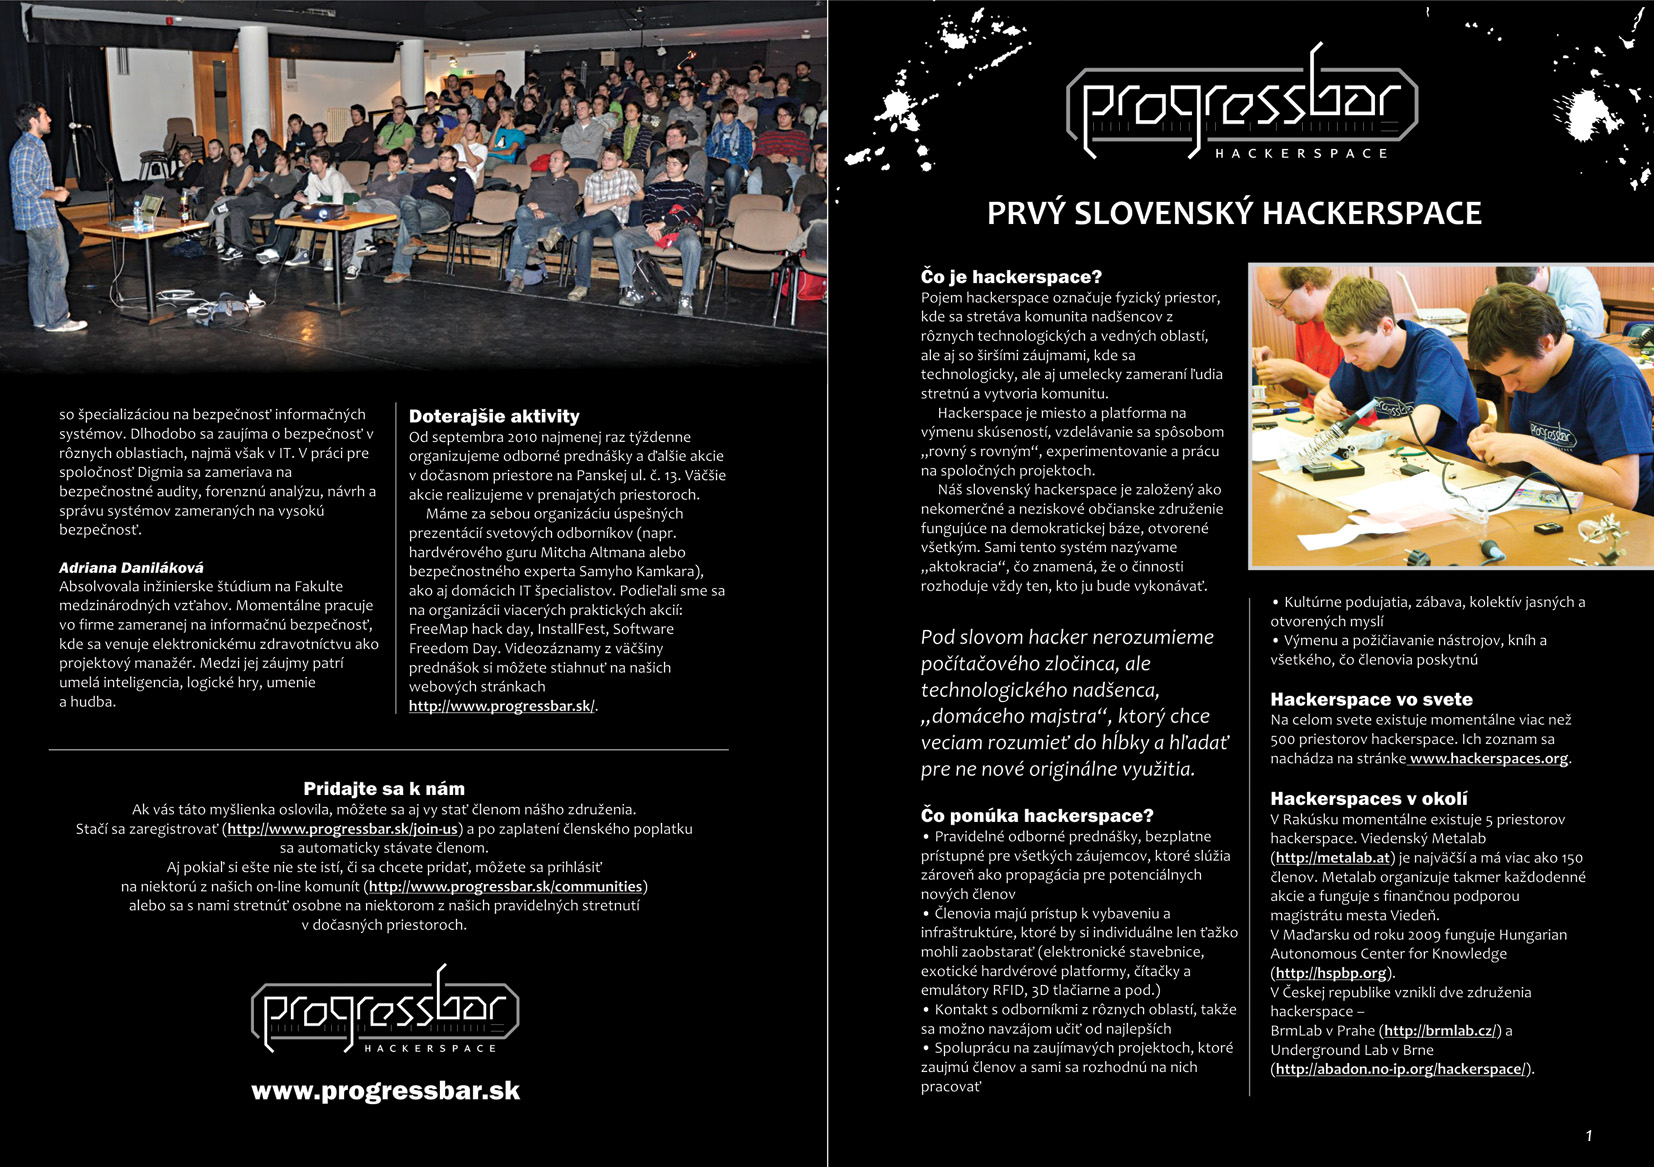 so špecializáciou na bezpečnosť informačných
systémov. Dlhodobo sa zaujíma o bezpečnosť v
rôznych oblastiach, najmä však v IT. V práci pre
spoločnosť Digmia sa zameriava na
bezpečnostné audity, forenznú analýzu, návrh a
správu systémov zameraných na vysokú
bezpečnosť.
Adriana Daniláková
Absolvovala inžinierske štúdium na Fakulte
medzinárodných vzťahov. Momentálne pracuje
vo firme zameranej na informačnú bezpečnosť,
kde sa venuje elektronickému zdravotníctvu ako
projektový manažér. Medzi jej záujmy patrí
umelá inteligencia, logické hry, umenie
a hudba.
Doterajšie aktivity
Od septembra 2010 najmenej raz týždenne
organizujeme odborné prednášky a ďalšie akcie
v dočasnom priestore na Panskej ul. č. 13. Väčšie
akcie realizujeme v prenajatých priestoroch.
Máme za sebou organizáciu úspešných
prezentácií svetových odborníkov (napr.
hardvérového guru Mitcha Altmana alebo
bezpečnostného experta Samyho Kamkara),
ako aj domácich IT špecialistov. Podieľali sme sa
na organizácii viacerých praktických akcií:
FreeMap hack day, InstallFest, Software
Freedom Day. Videozáznamy z väčšiny
prednášok si môžete stiahnuť na našich
webových stránkach
http://www.progressbar.sk/.
Pridajte sa k nám
Ak vás táto myšlienka oslovila, môžete sa aj vy stať členom nášho združenia.
Stačí sa zaregistrovať (http://www.progressbar.sk/join-us) a po zaplatení členského poplatku
sa automaticky stávate členom.
Aj pokiaľ si ešte nie ste istí, či sa chcete pridať, môžete sa prihlásiť
na niektorú z našich on-line komunít (http://www.progressbar.sk/communities)
alebo sa s nami stretnúť osobne na niektorom z našich pravidelných stretnutí
v dočasných priestoroch.
progressbar
HACKERSPACE
www.progressbar.sk
progressbar
HACKERSPACE
PRVÝ SLOVENSKÝ HACKERSPACE
Čo je hackerspace?
Pojem hackerspace označuje fyzický priestor,
kde sa stretáva komunita nadšencov z
rôznych technologických a vedných oblastí,
ale aj so širšími záujmami, kde sa
technologicky, ale aj umelecky zameraní ľudia
stretnú a vytvoria komunitu.
Hackerspace je miesto a platforma na
výmenu skúseností, vzdelávanie sa spôsobom
„rovný s rovným“, experimentovanie a prácu
na spoločných projektoch.
Náš slovenský hackerspace je založený ako
nekomerčné a neziskové občianske združenie
fungujúce na demokratickej báze, otvorené
všetkým. Sami tento systém nazývame
„aktokracia“, čo znamená, že o činnosti
rozhoduje vždy ten, kto ju bude vykonávať.
Pod slovom hacker nerozumieme
počítačového zločinca, ale
technologického nadšenca,
„domáceho majstra“, ktorý chce
veciam rozumieť do hĺbky a hľadať
pre ne nové originálne využitia.
Čo ponúka hackerspace?
• Pravidelné odborné prednášky, bezplatne
prístupné pre všetkých záujemcov, ktoré slúžia
zároveň ako propagácia pre potenciálnych
nových členov
• Členovia majú prístup k vybaveniu a
infraštruktúre, ktoré by si individuálne len ťažko
mohli zaobstarať (elektronické stavebnice,
exotické hardvérové platformy, čítačky a
emulátory RFID, 3D tlačiarne a pod.)
• Kontakt s odborníkmi z rôznych oblastí, takže
sa možno navzájom učiť od najlepších
• Spoluprácu na zaujímavých projektoch, ktoré
zaujmú členov a sami sa rozhodnú na nich
pracovať
progressbar
• Kultúrne podujatia, zábava, kolektív jasných a
otvorených myslí
• Výmenu a požičiavanie nástrojov, kníh a
všetkého, čo členovia poskytnú
Hackerspace vo svete
Na celom svete existuje momentálne viac než
500 priestorov hackerspace. Ich zoznam sa
nachádza na stránke www.hackerspaces.org.
Hackerspaces v okolí
V Rakúsku momentálne existuje 5 priestorov
hackerspace. Viedenský Metalab
(http://metalab.at) je najväčší a má viac ako 150
členov. Metalab organizuje takmer každodenné
akcie a funguje s finančnou podporou
magistrátu mesta Viedeň.
V Maďarsku od roku 2009 funguje Hungarian
Autonomous Center for Knowledge
(http://hspbp.org).
V Českej republike vznikli dve združenia
hackerspace –
BrmLab v Prahe (http://brmlab.cz/) a
Underground Lab v Brne
(http://abadon.no-ip.org/hackerspace/).
1